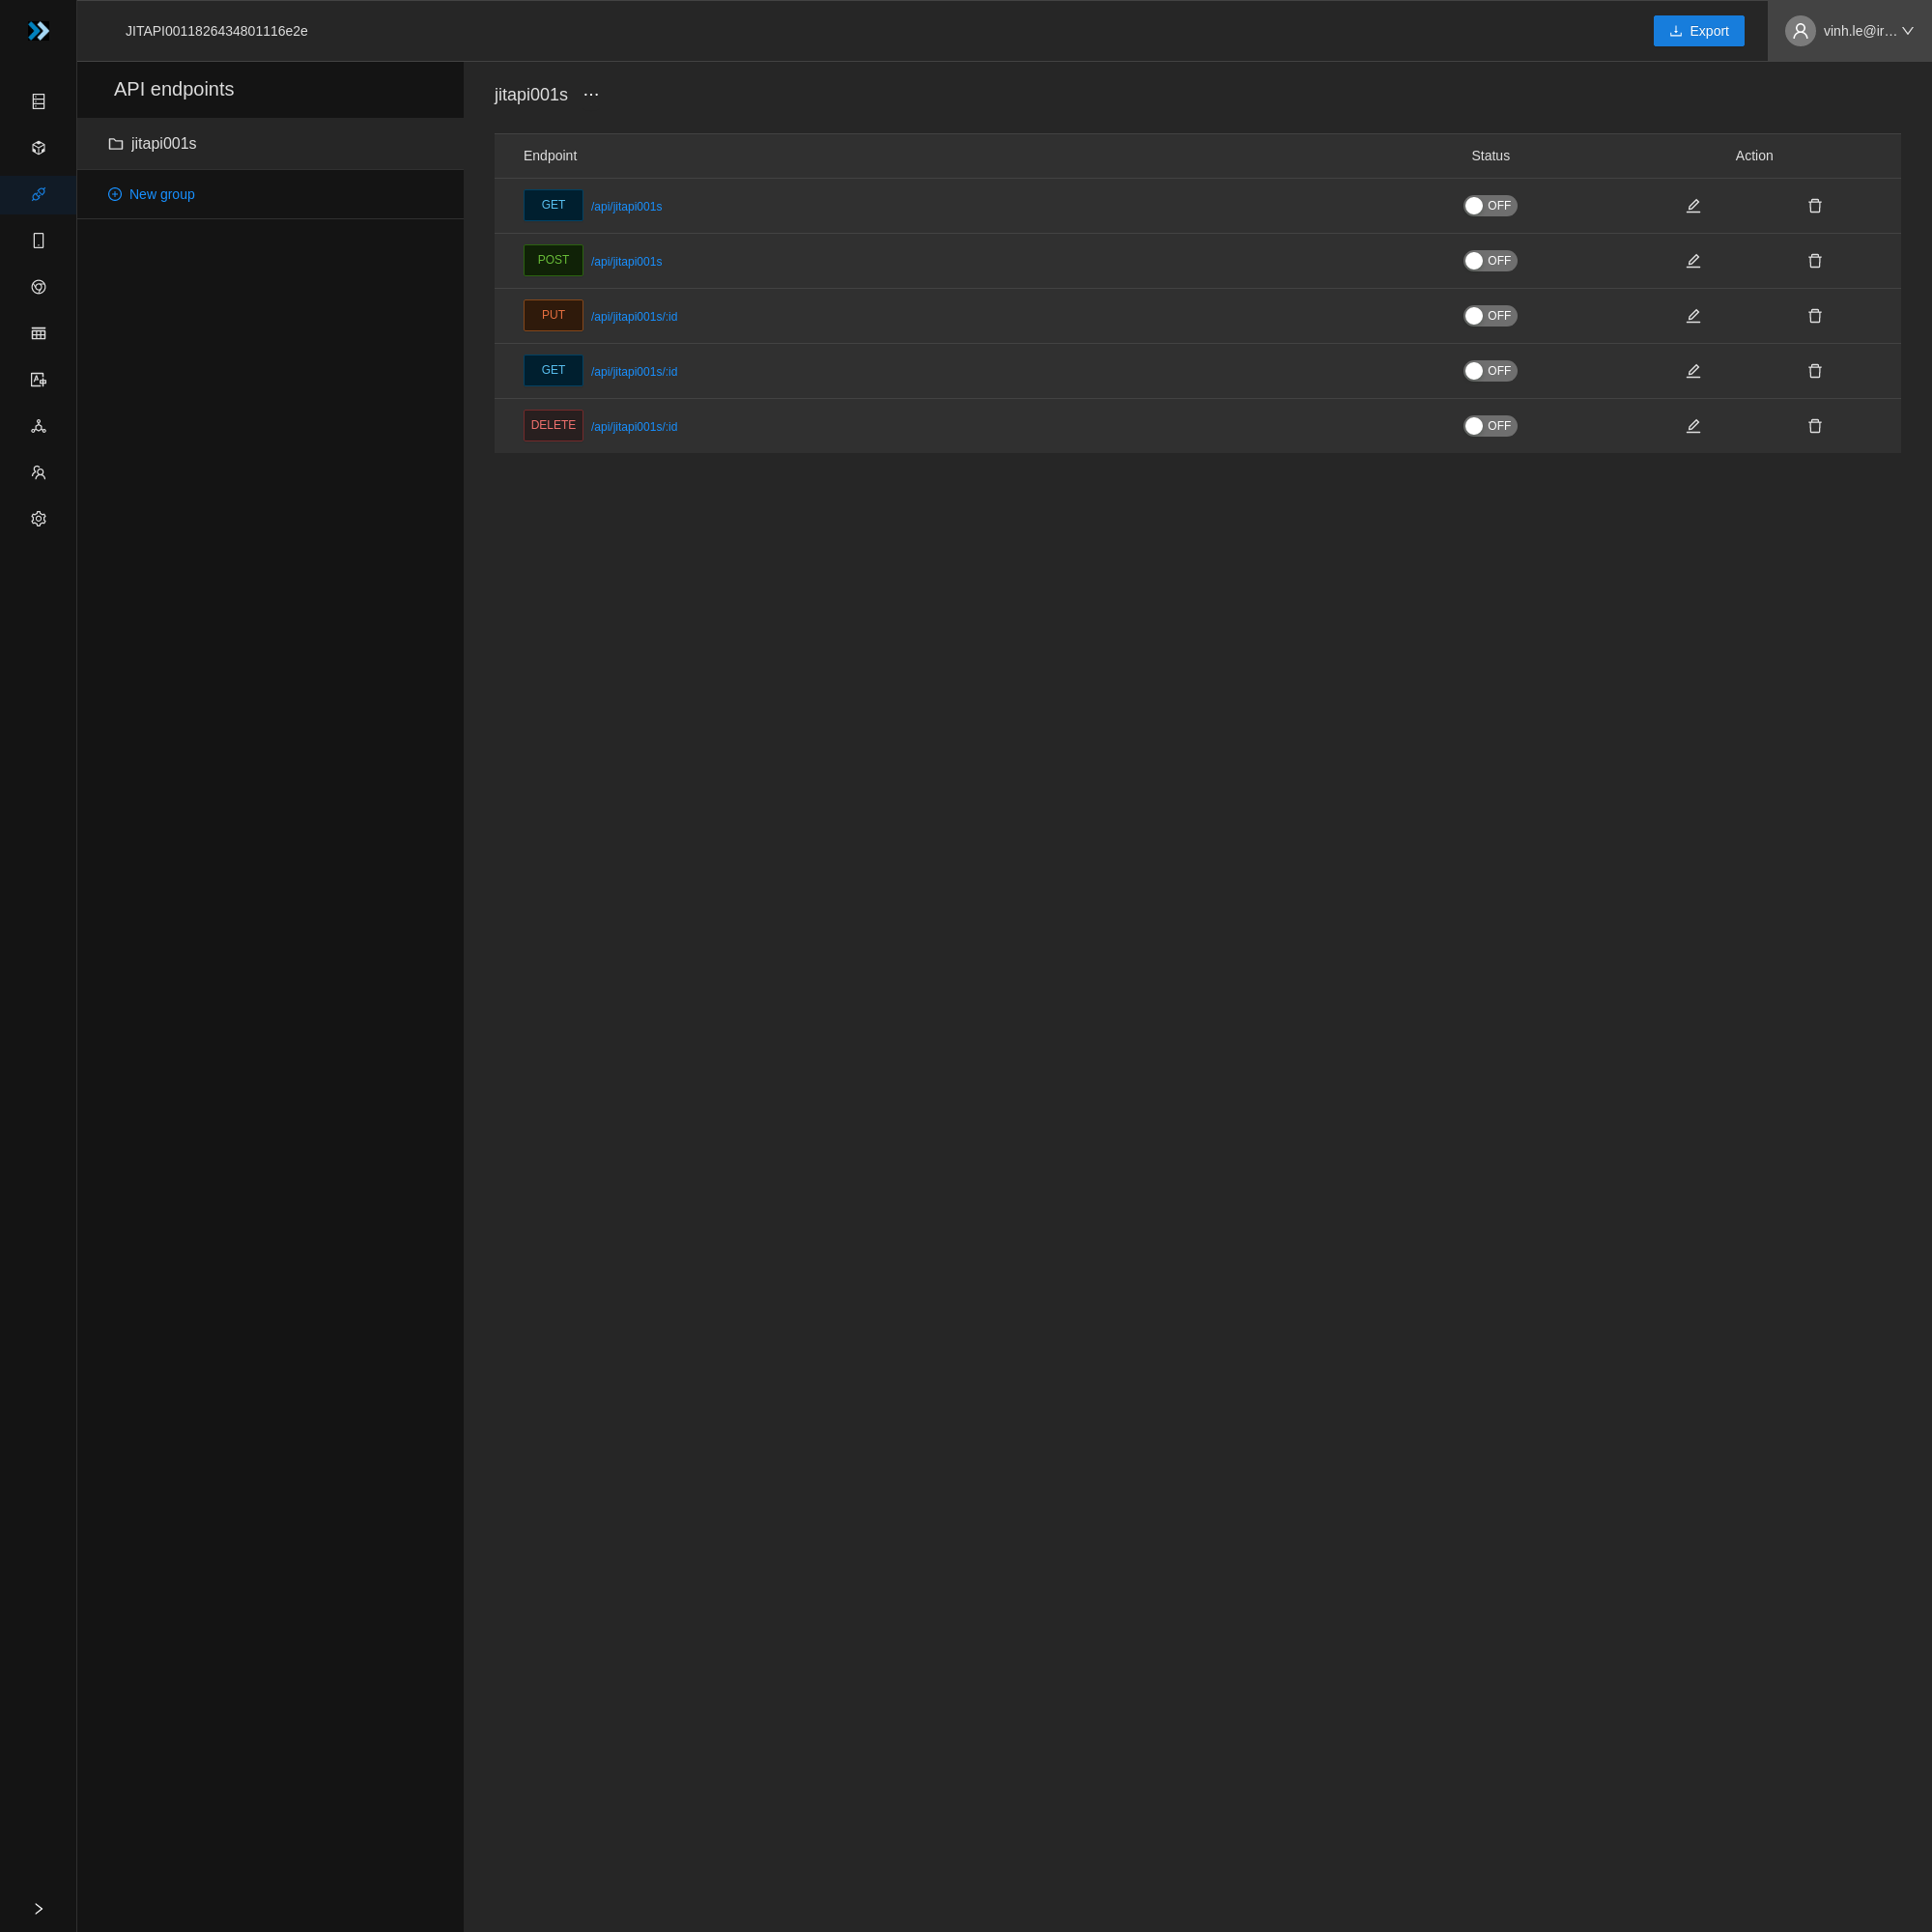 JITAPI0011826434801116e2e
Export
vinh.le@ir…
API endpoints
jitapi001s
New group
jitapi001s
Endpoint Status Action
GET /api/jitapi001s OFF
POST /api/jitapi001s OFF
PUT /api/jitapi001s/:id OFF
GET /api/jitapi001s/:id OFF
DELETE /api/jitapi001s/:id OFF